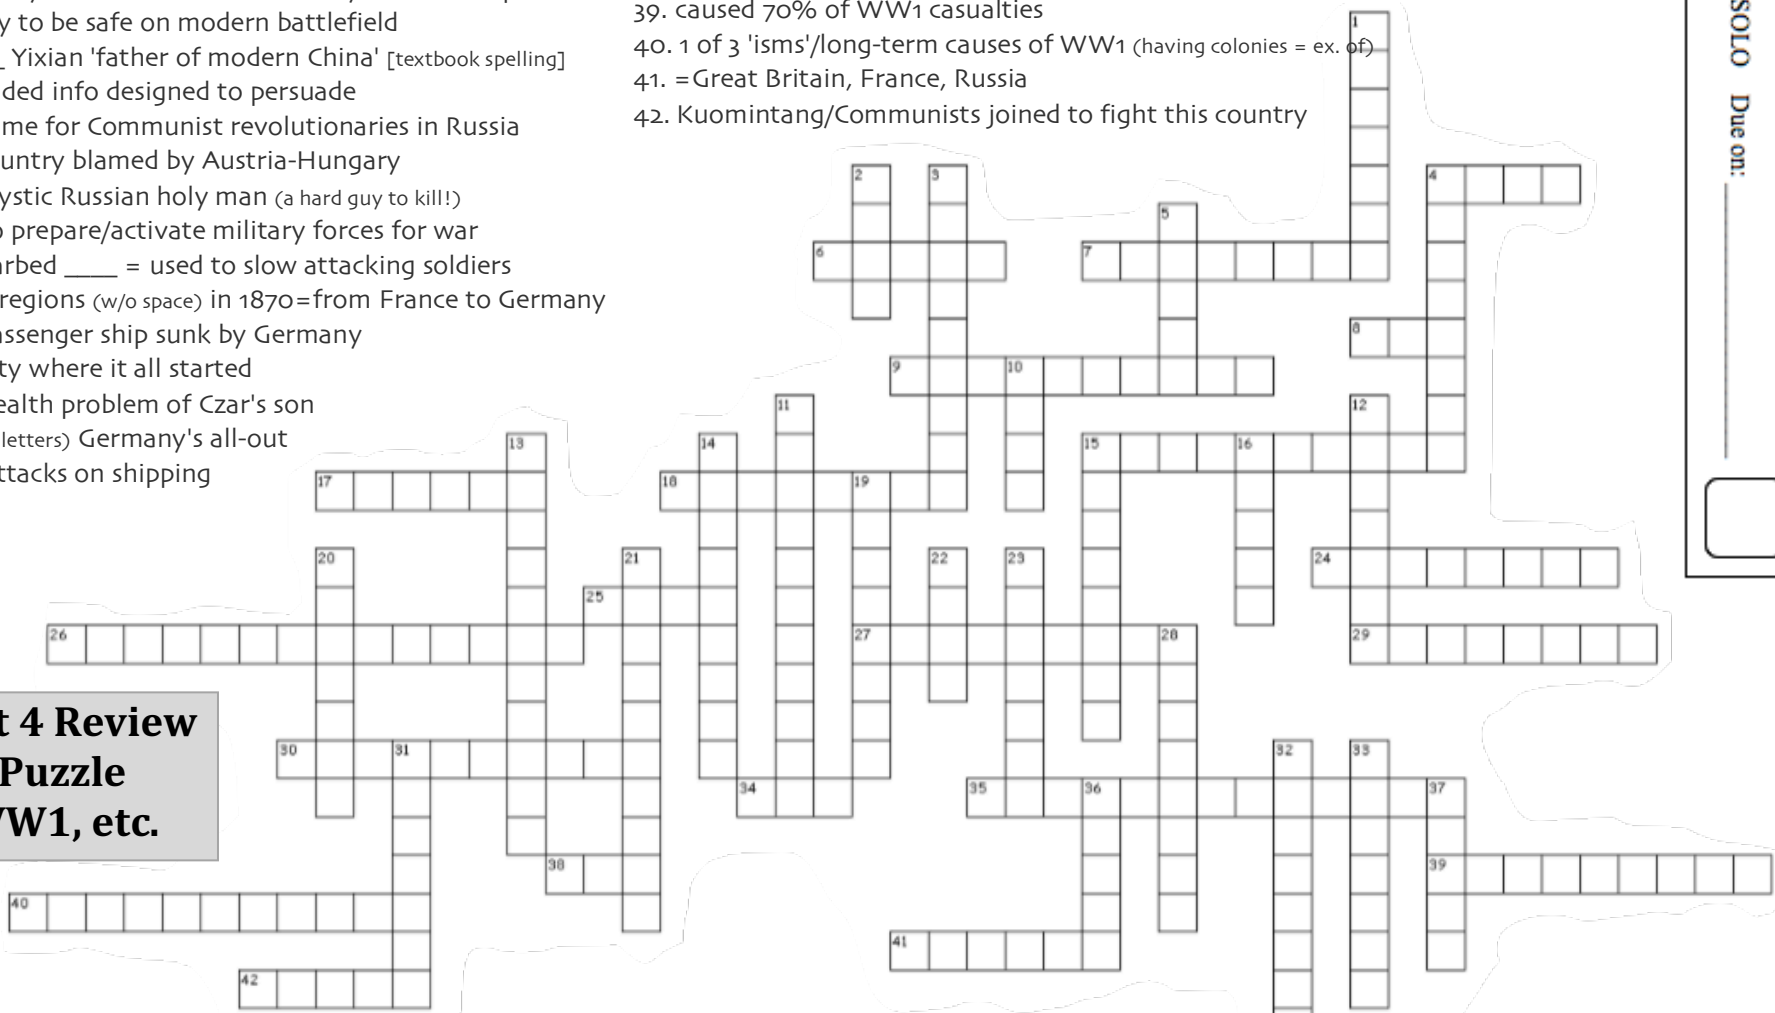 y to be safe on modern battlefield
_ Yixian 'father of modern China' [textbook spelling]
ded info designed to persuade
me for Communist revolutionaries in Russia
untry blamed by Austria-Hungary
ystic Russian holy man (a hard guy to kill!)
o prepare/activate military forces for war
arbed ____ = used to slow attacking soldiers
regions (w/o space) in 1870=from France to Germany
assenger ship sunk by Germany
ty where it all started
ealth problem of Czar's son
letters) Germany's all-out
ttacks on shipping
39. caused 70% of WW1 casualties
40. 1 of 3 'isms'/long-term causes of WW1 (having colonies = ex. of)
41. =Great Britain, France, Russia
42. Kuomintang/Communists joined to fight this country
SOLO Due on:
1
2
3
4
5
6
7
8
9
10
11
12
13
14
15
16
17
18
19
20
21
22
23
24
25
26
27
28
29
30
31
32
33
34
35
36
37
38
39
40
41
42
t 4 Review
Puzzle
W1, etc.